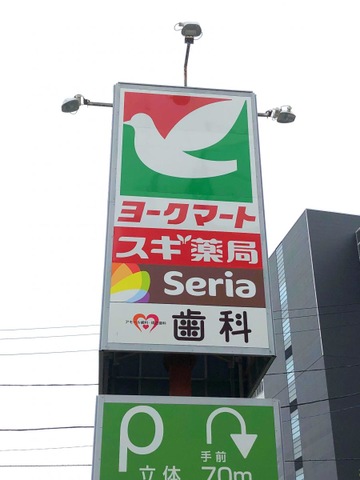 ヨークマート
スギ薬局
Seria
歯科
P
手前
立体 70m